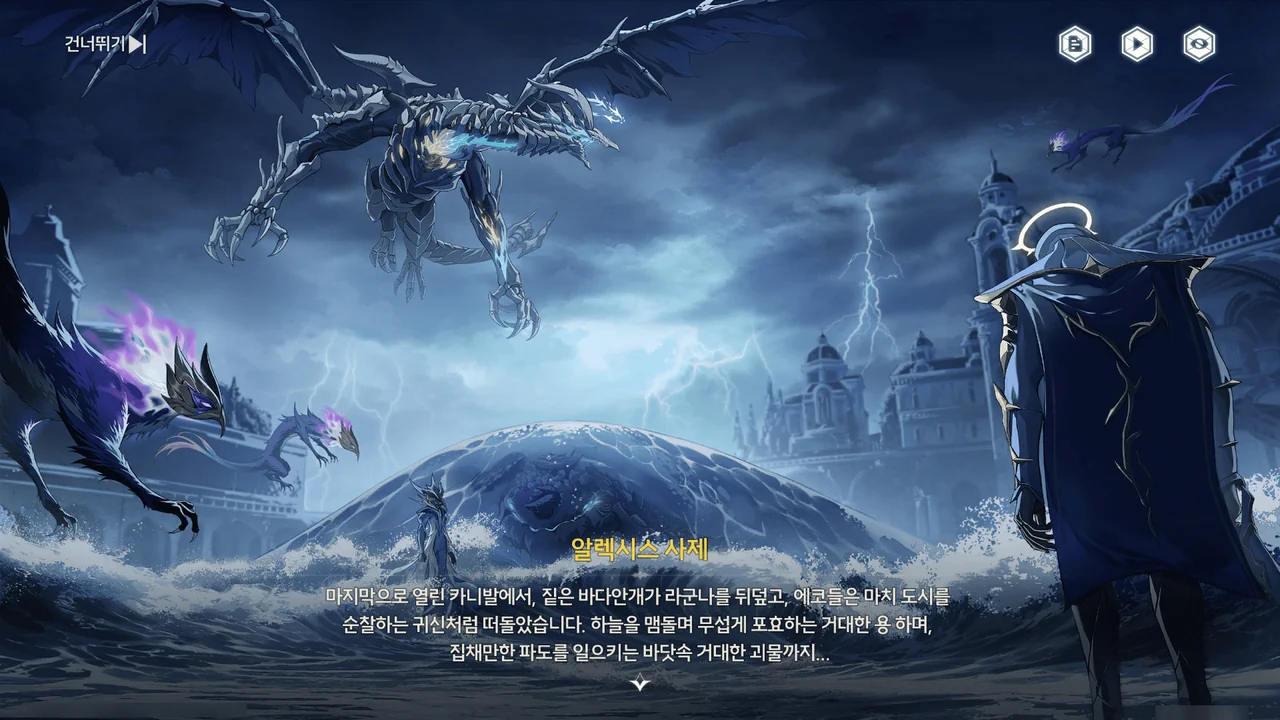 건너뛰기
알렉시스 사제
마지막으로 열린 카니발에서, 짙은 바다안개가 라군나를 뒤덮고, 에코들은 마치 도시를
순찰하는 귀신처럼 떠돌았습니다. 하늘을 맴돌며 무섭게 포효하는 거대한 용 하며,
집채만한 파도를 일으키는 바닷속 거대한 괴물까지...